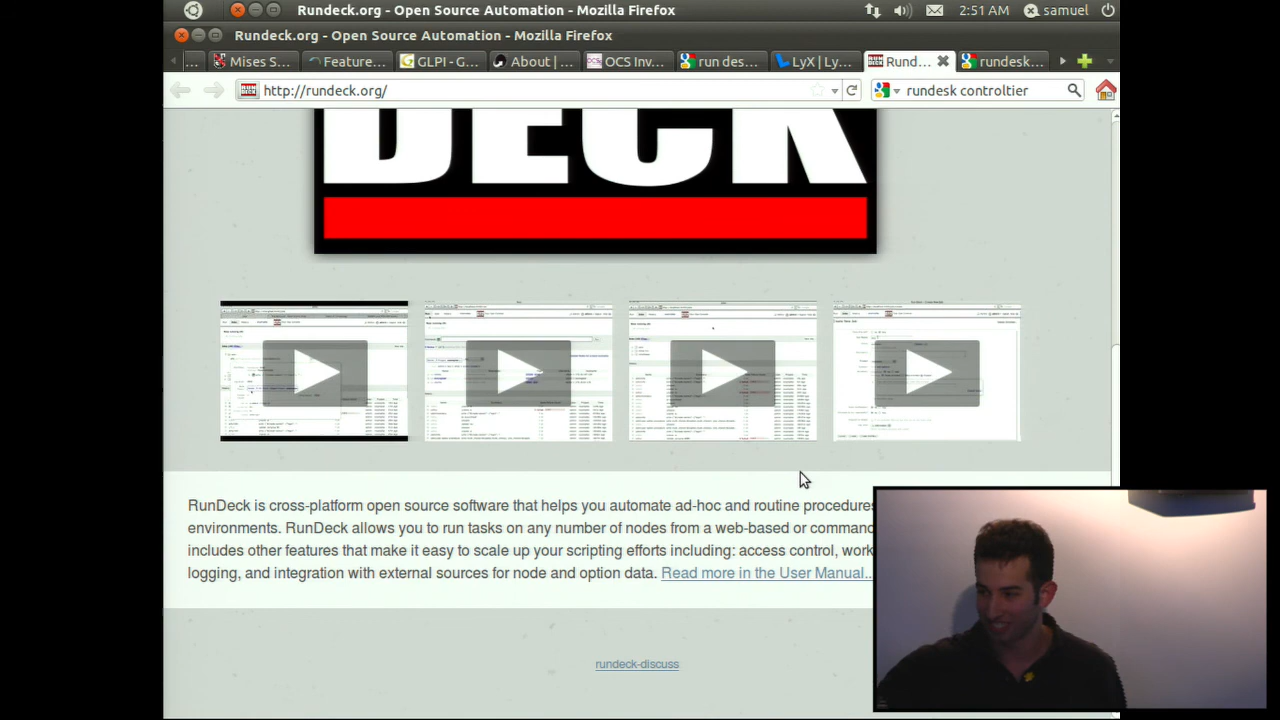 Rundeck.org - Open Source Automation - Mozilla Firefox
2:51 AM
samuel
Rundeck.org - Open Source Automation - Mozilla Firefox
...
Mises S...
Feature...
GLPI - G...
About | ...
OCS Inv...
run des...
LyX | Ly...
Rund...
rundesk...
http://rundeck.org/
rundesk controltier
DECK
RunDeck is cross-platform open source software that helps you automate ad-hoc and routine procedures
environments. RunDeck allows you to run tasks on any number of nodes from a web-based or comman
includes other features that make it easy to scale up your scripting efforts including: access control, work
logging, and integration with external sources for node and option data. Read more in the User Manual..
rundeck-discuss